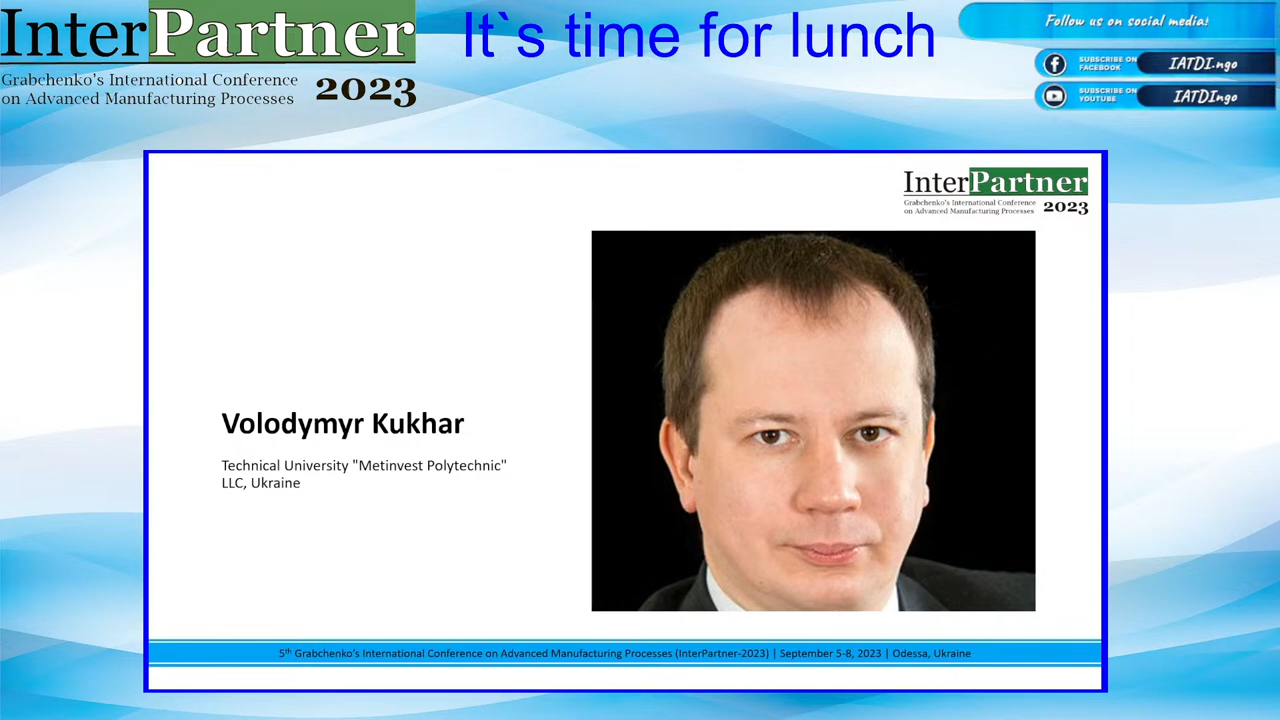 InterPartner
Grabchenko's International Conference
on Advanced Manufacturing Processes
2023
It`s time for lunch
Follow us on social media!
SUBSCRIBE ON
FACEBOOK
IATDI.ngo
SUBSCRIBE ON
YOUTUBE
IATDIngo
InterPartner
Grabchenko's International Conference
on Advanced Manufacturing Processes
2023
Volodymyr Kukhar
Technical University "Metinvest Polytechnic"
LLC, Ukraine
5th Grabchenko's International Conference on Advanced Manufacturing Processes (InterPartner-2023) | September 5-8, 2023 | Odessa, Ukraine